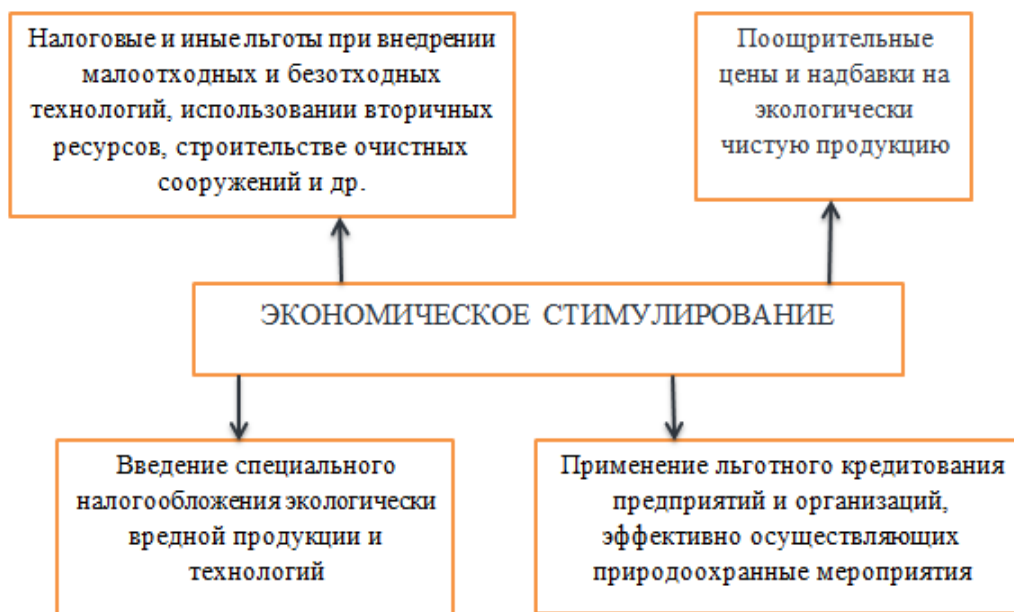 Налоговые и иные льготы при внедрении
малоотходных и безотходных
технологий, использовании вторичных
ресурсов, строительстве очистных
сооружений и др.
Поощрительные
цены и надбавки на
экологически
чистую продукцию
ЭКОНОМИЧЕСКОЕ СТИМУЛИРОВАНИЕ
Введение специального
налогообложения экологически
вредной продукции и
технологий
Применение льготного кредитования
предприятий и организаций,
эффективно осуществляющих
природоохранные мероприятия